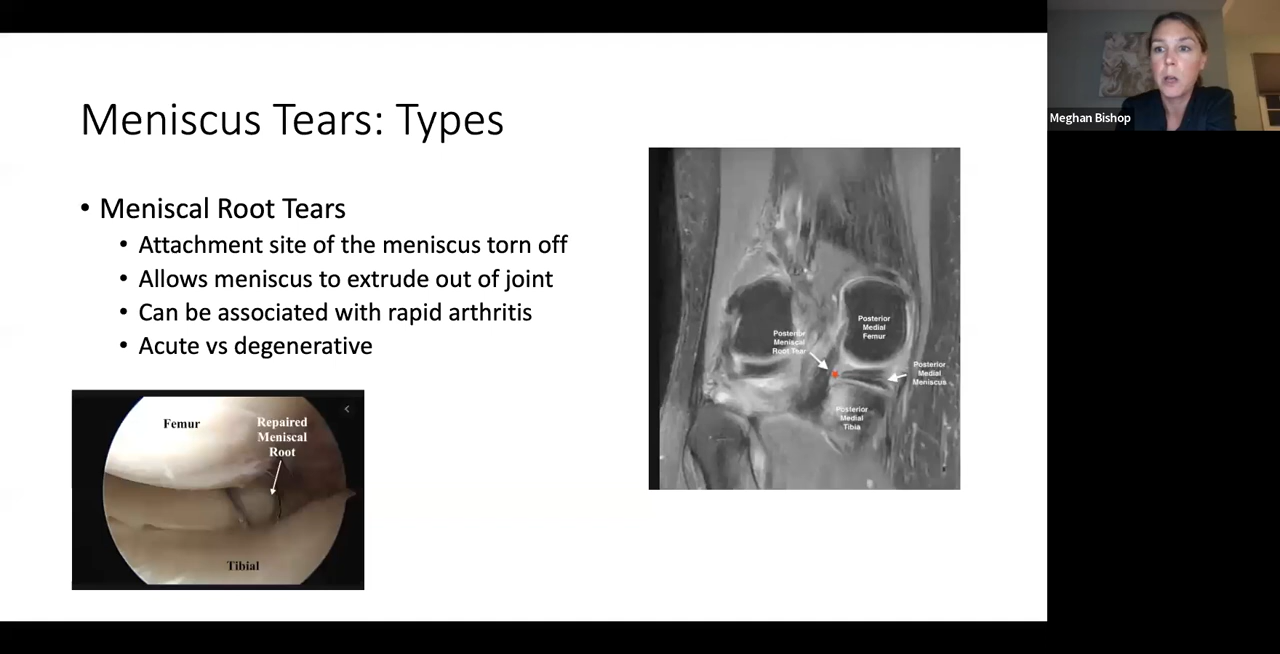 Meniscus Tears: Types
• Meniscal Root Tears
• Attachment site of the meniscus torn off
• Allows meniscus to extrude out of joint
• Can be associated with rapid arthritis
• Acute vs degenerative
Femur
Repaired
Meniscal
Root
Tibial
Posterior
Meniscal
Root Tear
Posterior
Medial
Femur
Posterior
Medial
Meniscus
Posterior
Medial
Tibia
Meghan Bishop